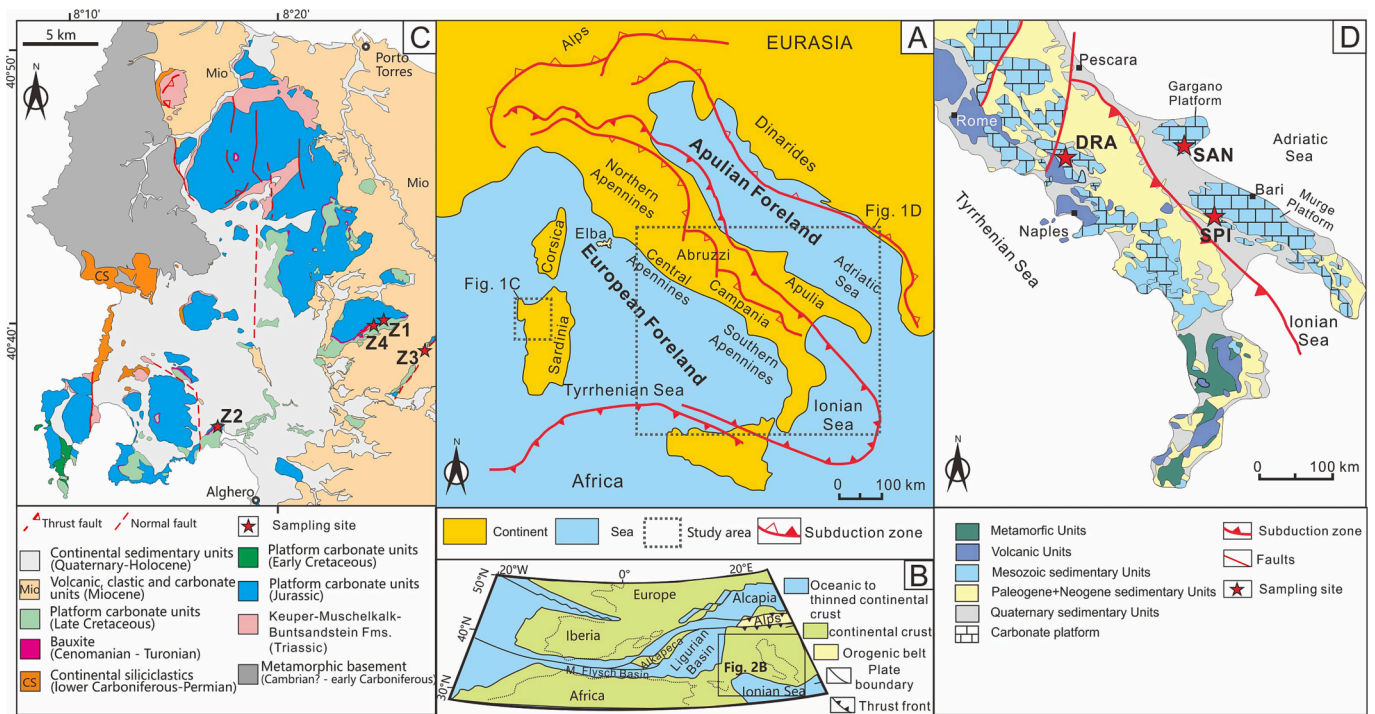 8°10'
8°20'
5 km
C
40°50'
N
Mio
Porto
Torres
Mio
CS
40°40'
Z1
Z4
Z3
Z2
Alghero
Thrust fault
Normal fault
Sampling site
Continental sedimentary units
(Quaternary-Holocene)
Mio
Volcanic, clastic and carbonate
units (Miocene)
Platform carbonate units
(Late Cretaceous)
Bauxite
(Cenomanian - Turonian)
CS
Continental siliciclastics
(lower Carboniferous-Permian)
Platform carbonate units
(Early Cretaceous)
Platform carbonate units
(Jurassic)
Keuper-Muschelkalk-
Buntsandstein Fms.
(Triassic)
Metamorphic basement
(Cambrian? - early Carboniferous)
A
Alps
EURASIA
Dinarides
Apulian Foreland
Northern
Apennines
Fig. 1D
Elba
Corsica
European Foreland
Central
Apennines
Abruzzi
Campania
Adriatic
Sea
Apulia
Fig. 1C
Sardinia
Southern
Apennines
Tyrrhenian Sea
Ionian
Sea
N
Africa
0 100 km
Continent
Sea
Study area
Subduction zone
B
50°N
20°W
0°
20°E
Europe
Alcapia
40°N
Iberia
Alps
Alkapeca
Ligurian
Basin
Fig. 2B
M. Flysch Basin
30°N
Africa
Ionian Sea
Oceanic to
thinned continental
crust
continental crust
Orogenic belt
Plate
boundary
Thrust front
D
Pescara
Gargano
Platform
Rome
DRA
SAN
Adriatic
Sea
Bari
Murge
Platform
Tyrrhenian Sea
Naples
SPI
Ionian
Sea
N
0 100 km
Metamorfic Units
Volcanic Units
Mesozoic sedimentary Units
Paleogene+Neogene sedimentary Units
Quaternary sedimentary Units
Carbonate platform
Subduction zone
Faults
Sampling site